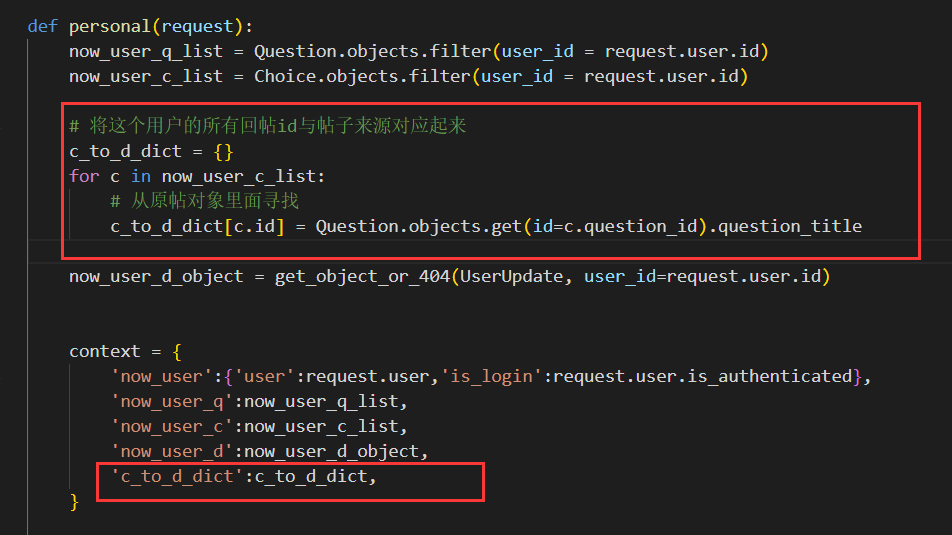 def personal(request):
now_user_q_list = Question.objects.filter(user_id = request.user.id)
now_user_c_list = Choice.objects.filter(user_id = request.user.id)
# 将这个用户的所有回帖id与帖子来源对应起来
c_to_d_dict = {}
for c in now_user_c_list:
# 从原帖对象里面寻找
c_to_d_dict[c.id] = Question.objects.get(id=c.question_id).question_title
now_user_d_object = get_object_or_404(UserUpdate, user_id=request.user.id)
context = {
'now_user':{'user':request.user,'is_login':request.user.is_authenticated},
'now_user_q':now_user_q_list,
'now_user_c':now_user_c_list,
'now_user_d':now_user_d_object,
'c_to_d_dict':c_to_d_dict,
}